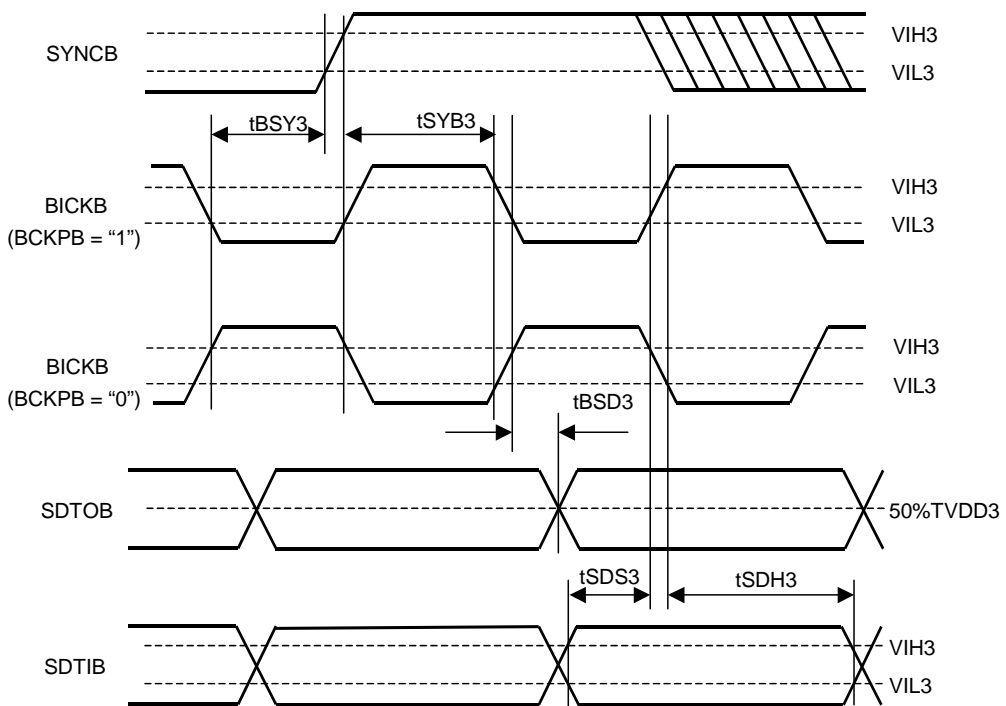 SYNCB
VIH3
VIL3
tBSY3
tSYB3
BICKB
(BCKPB = “1”)
VIH3
VIL3
BICKB
(BCKPB = “0”)
VIH3
VIL3
tBSD3
SDTOB
50%TVDD3
tSDS3
tSDH3
SDTIB
VIH3
VIL3